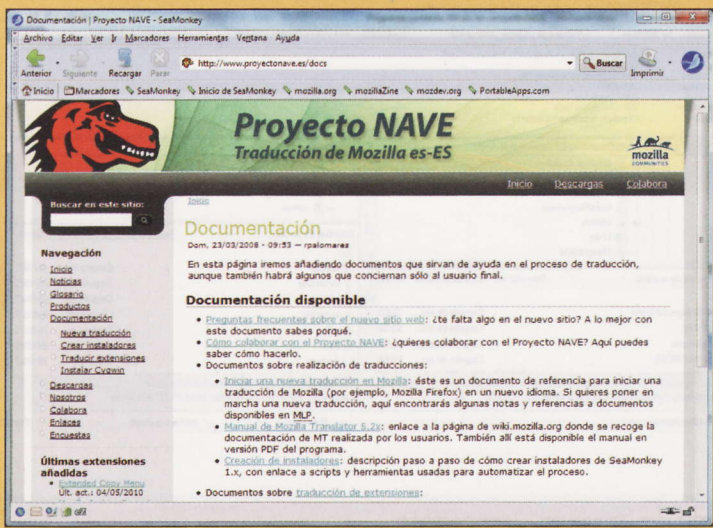 Documentación | Proyecto NAVE - SeaMonkey
Archivo Editar Ver Ir Marcadores Herramientas Ventana Ayuda
Anterior Siguiente Recargar Parar http://www.proyectonave.es/docs Buscar Imprimir
Inicio Marcadores SeaMonkey Inicio de SeaMonkey mozilla.org mozillaZine mozdev.org PortableApps.com
Proyecto NAVE
Traducción de Mozilla es-ES
mozilla
COMMUNITIES
Inicio Descargas Colabora
Buscar en este sitio:
Navegación
Inicio
Noticias
Glosario
Productos
Documentación
Nueva traducción
Crear instaladores
Traducir extensiones
Instalar Cygwin
Descargas
Nosotros
Colabora
Enlaces
Encuestas
Últimas extensiones
añadidas
Extended Copy Menu
Últ. act.: 04/05/2010
Inicio
Documentación
Dom, 23/03/2008 - 09:53 — rpalomares
En esta página iremos añadiendo documentos que sirvan de ayuda en el proceso de traducción,
aunque también habrá algunos que conciernan sólo al usuario final.
Documentación disponible
Preguntas frecuentes sobre el nuevo sitio web: ¿te falta algo en el nuevo sitio? A lo mejor con
este documento sabes porqué.
Cómo colaborar con el Proyecto NAVE: ¿quieres colaborar con el Proyecto NAVE? Aquí puedes
saber cómo hacerlo.
Documentos sobre realización de traducciones:
Iniciar una nueva traducción en Mozilla: éste es un documento de referencia para iniciar una
traducción de Mozilla (por ejemplo, Mozilla Firefox) en un nuevo idioma. Si quieres poner en
marcha una nueva traducción, aquí encontrarás algunas notas y referencias a documentos
disponibles en MLP.
Manual de Mozilla Translator 5.2x: enlace a la página de wiki.mozilla.org donde se recoge la
documentación de MT realizada por los usuarios. También allí está disponible el manual en
versión PDF del programa.
Creación de instaladores: descripción paso a paso de cómo crear instaladores de SeaMonkey
1.x, con enlace a scripts y herramientas usadas para automatizar el proceso.
Documentos sobre traducción de extensiones: